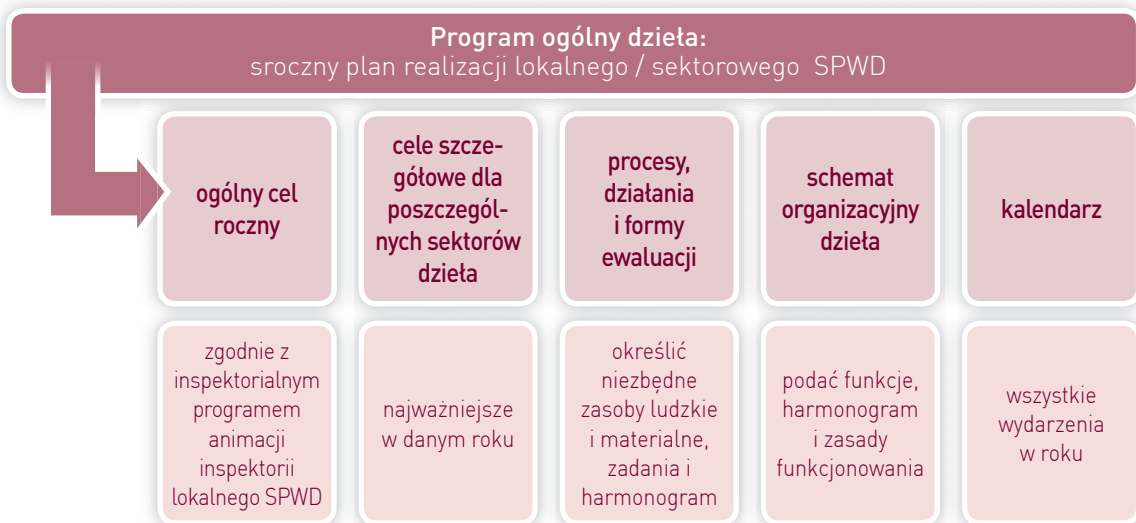 Program ogólny dzieła:
sroczny plan realizacji lokalnego / sektorowego SPWD
ogólny cel
roczny
cele szcze-
gółowe dla
poszczegól-
nych sektorów
dzieła
procesy,
działania
i formy
ewaluacji
schemat
organizacyjny
dzieła
kalendarz
zgodnie z
inspektorialnym
programem
animacji
inspektorii
lokalnego SPWD
najważniejsze
w danym roku
określić
niezbędne
zasoby ludzkie
i materialne,
zadania i
harmonogram
podać funkcje,
harmonogram
i zasady
funkcjonowania
wszystkie
wydarzenia
w roku